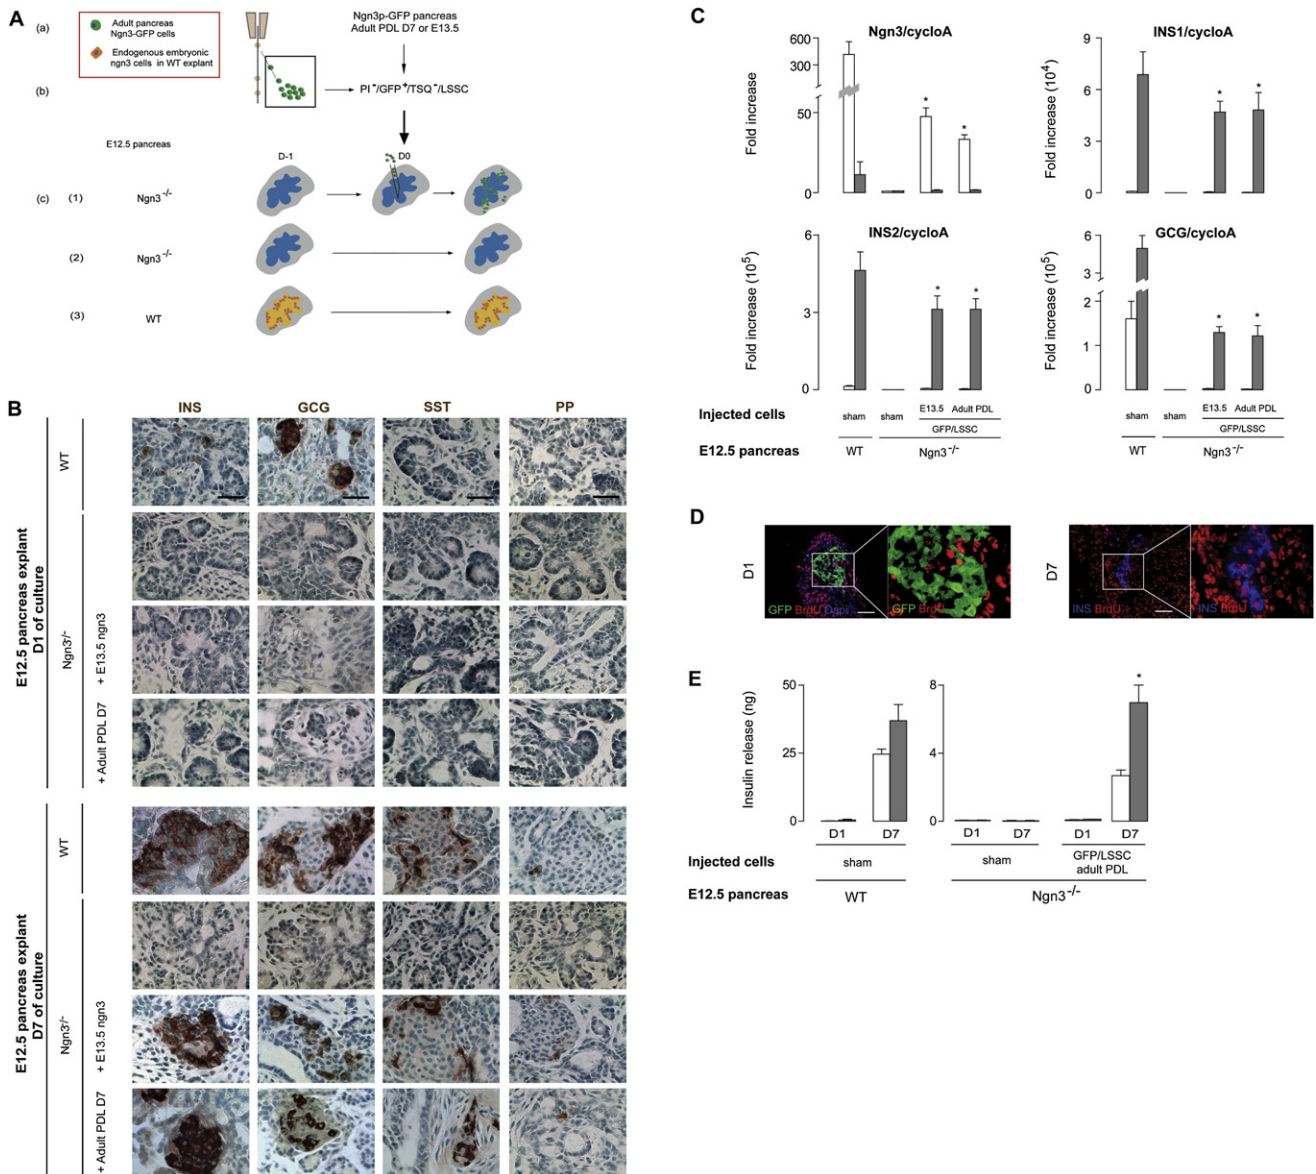 A
(a)
Adult pancreas
Ngn3-GFP cells
Endogenous embryonic
ngn3 cells in WT explant
Ngn3p-GFP pancreas
Adult PDL D7 or E13.5
(b)
PI⁻/GFP⁺/TSQ⁻/LSSC
E12.5 pancreas
D-1
D0
(c)
(1)
Ngn3⁻/⁻
(2)
Ngn3⁻/⁻
(3)
WT
B
INS
GCG
SST
PP
E12.5 pancreas explant
D1 of culture
WT
Ngn3⁻/⁻
+ E13.5 ngn3
+ Adult PDL D7
E12.5 pancreas explant
D7 of culture
WT
Ngn3⁻/⁻
+ E13.5 ngn3
+ Adult PDL D7
C
Ngn3/cycloA
Fold increase
600
300
50
0
*
*
INS1/cycloA
Fold increase (10⁴)
9
6
3
0
*
*
INS2/cycloA
Fold increase (10⁵)
6
3
0
*
*
GCG/cycloA
Fold increase (10⁵)
6
3
2
1
0
*
*
Injected cells
sham
sham
E13.5
Adult PDL
GFP/LSSC
sham
sham
E13.5
Adult PDL
GFP/LSSC
E12.5 pancreas
WT
Ngn3⁻/⁻
WT
Ngn3⁻/⁻
D
D1
GFP BrdU Dapi
GFP BrdU
D7
INS BrdU
INS BrdU
E
Insulin release (ng)
50
25
0
8
4
0
*
D1
D7
D1
D7
D1
D7
Injected cells
sham
sham
GFP/LSSC
adult PDL
E12.5 pancreas
WT
Ngn3⁻/⁻